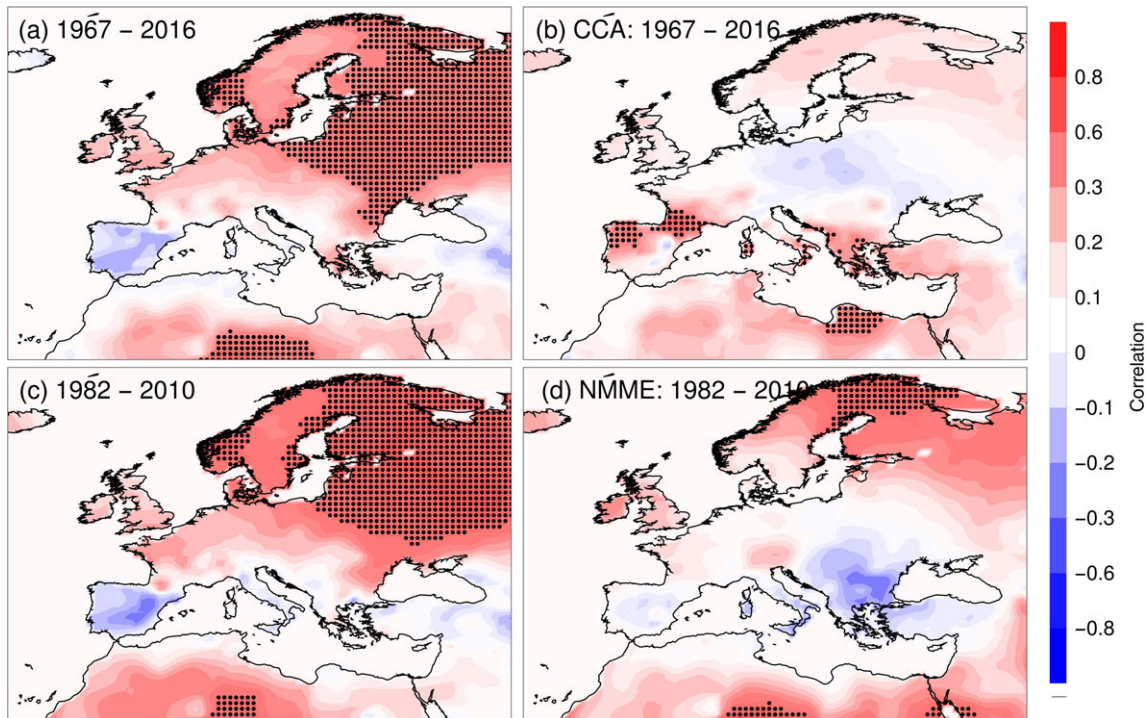 (a) 1967 – 2016
(b) CCA: 1967 – 2016
(c) 1982 – 2010
(d) NMME: 1982 – 2010
0.8
0.6
0.3
0.2
0.1
0
−0.1
−0.2
−0.3
−0.6
−0.8
Correlation